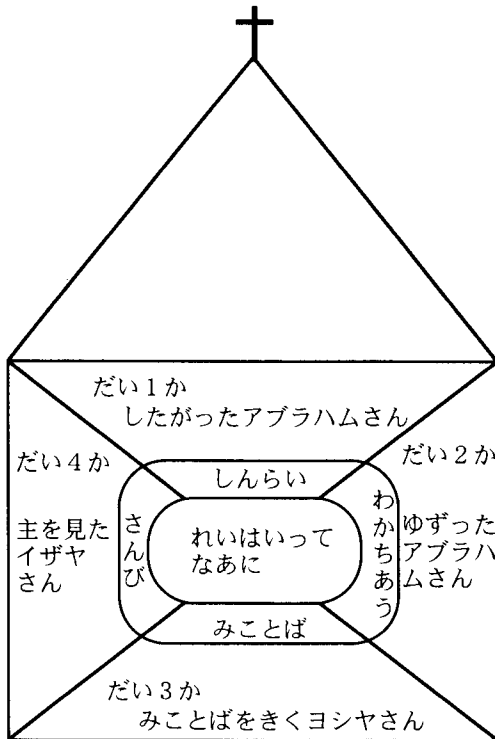 だい1か
したがったアブラハムさん
だい4か
主を見た
イザヤ
さん
さんび
しんらい
れいはいって
なあに
みことば
わかちあう
だい2か
ゆずった
アブラハ
ムさん
だい3か
みことばをきくヨシヤさん